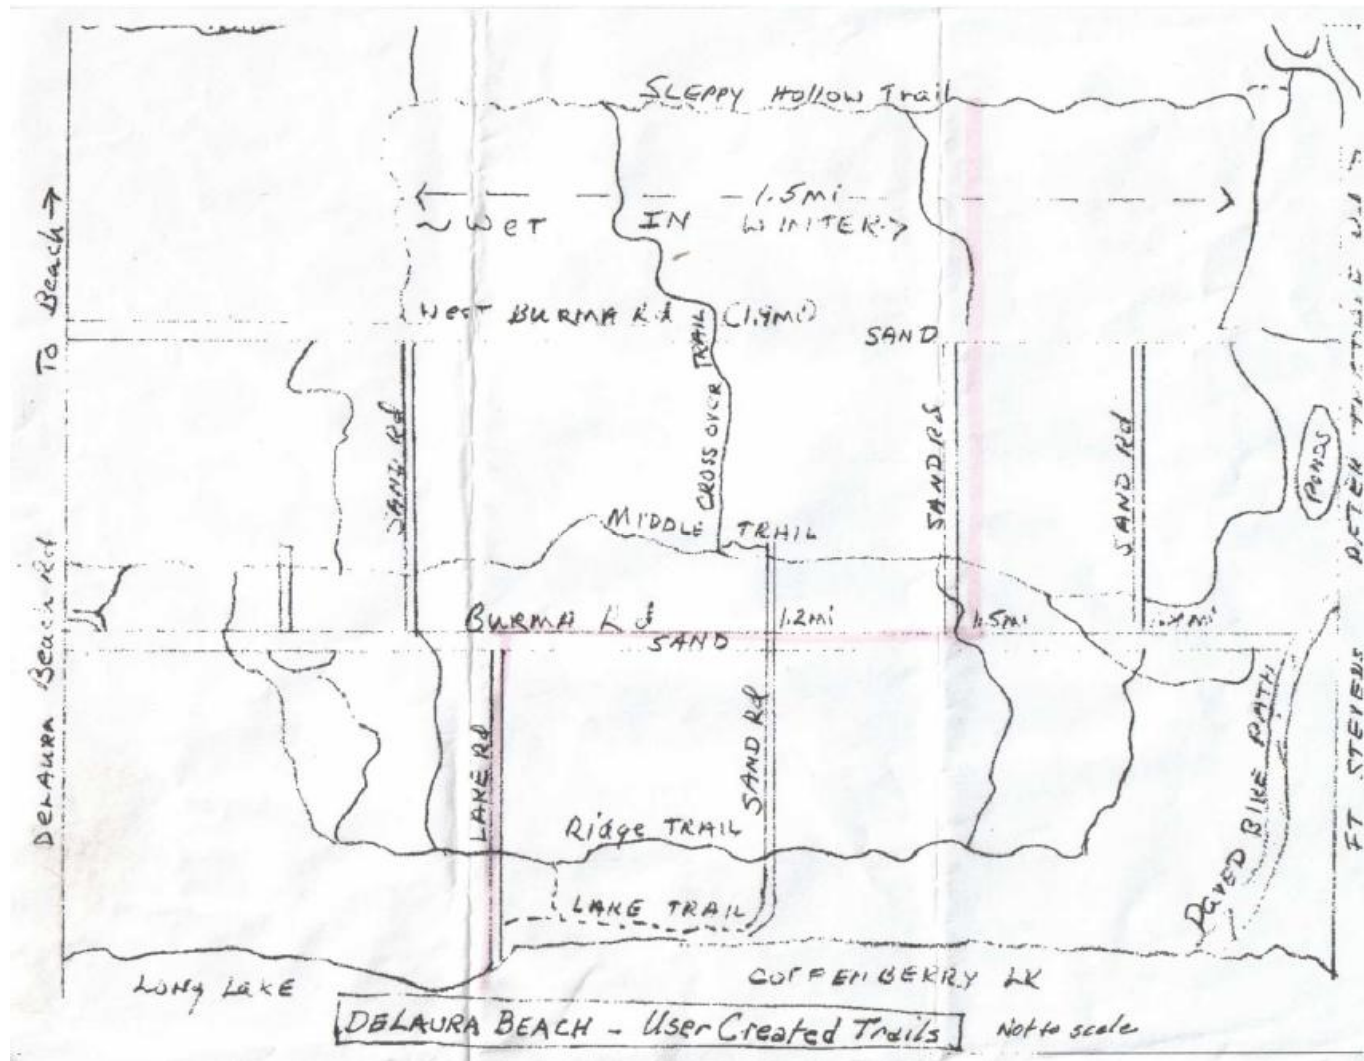 SLEPPY HOLLOW TRAIL
1.5mi
~ WET IN WINTER
To Beach →
WEST BURMA Rd (1.4mi)
SAND
CROSS OVER TRAIL
SAND Rd
SAND Rd
SAND Rd
PONDS
MIDDLE TRAIL
BURMA Rd
SAND
1.2mi
1.5mi
DELAURA Beach Rd
LAKE Rd
SAND Rd
Ridge TRAIL
LAKE TRAIL
PAVED BIKE PATH
FT STEVENS PETER
LONG LAKE
COFFENBERRY LK
DELAURA BEACH - User Created Trails
Not to scale